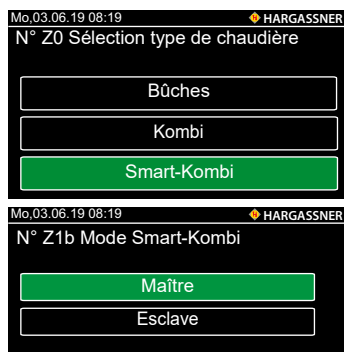 Mo,03.06.19 08:19 HARGASSNER
N° Z0 Sélection type de chaudière
Bûches
Kombi
Smart-Kombi
Mo,03.06.19 08:19 HARGASSNER
N° Z1b Mode Smart-Kombi
Maître
Esclave